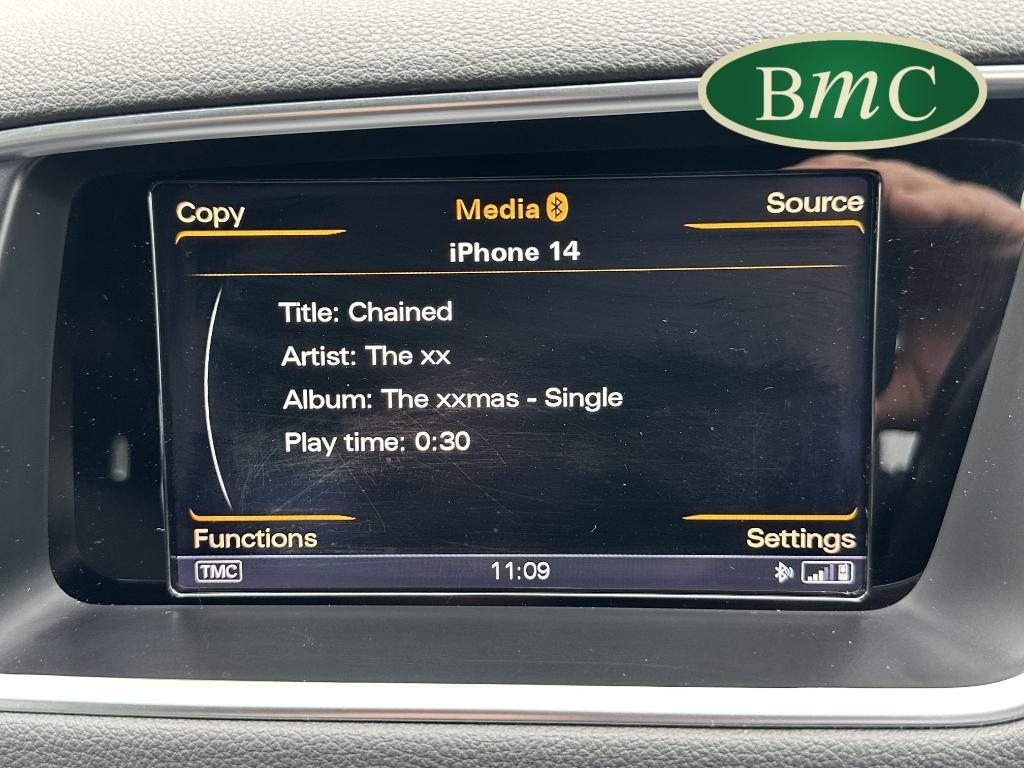 BmC
Copy
Media
Source
iPhone 14
Title: Chained
Artist: The xx
Album: The xxmas - Single
Play time: 0:30
Functions
Settings
TMC
11:09